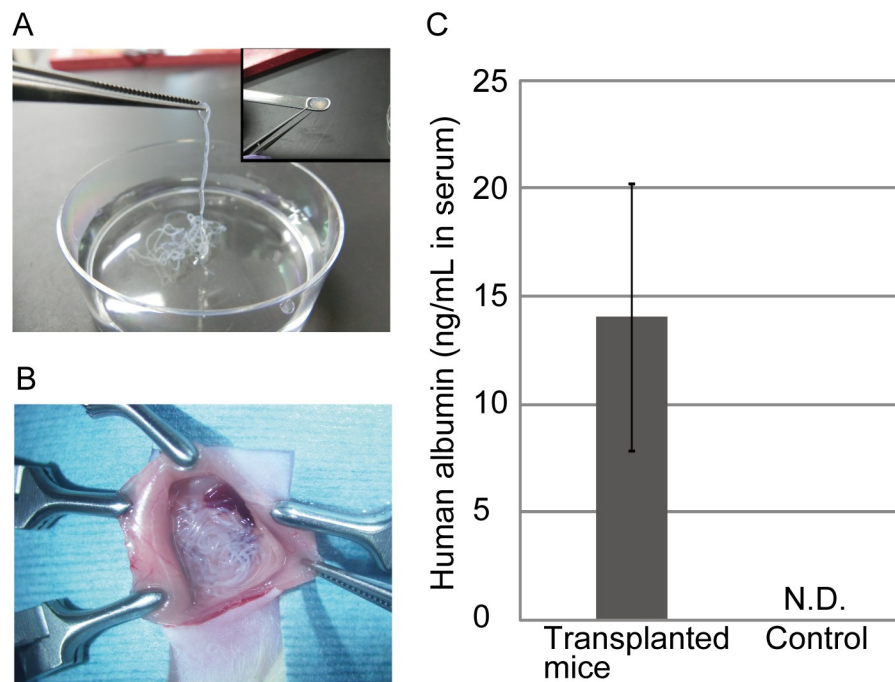 A
B
C
Human albumin (ng/mL in serum)
25
20
15
10
5
0
N.D.
Transplanted
mice
Control